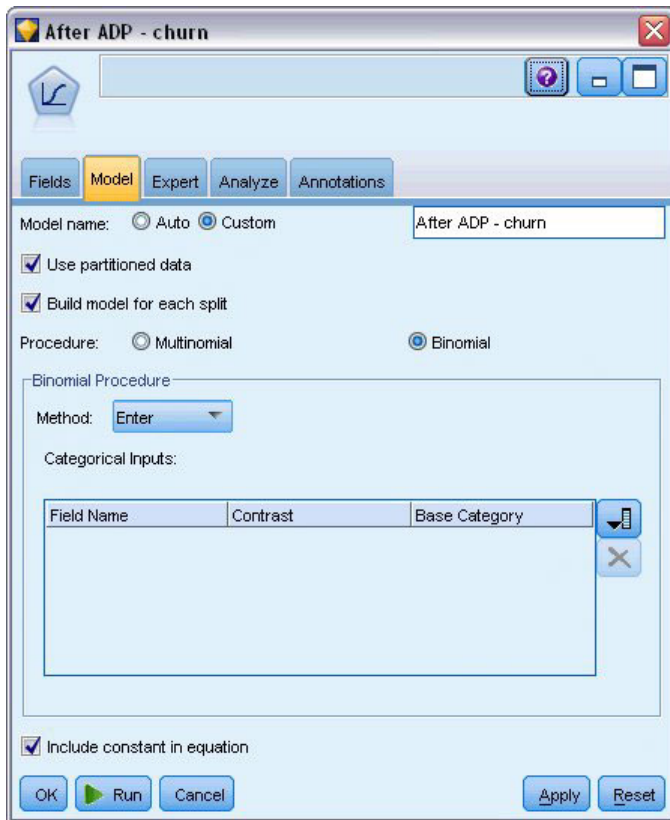 After ADP - churn
Fields Model Expert Analyze Annotations
Model name: Auto Custom After ADP - churn
Use partitioned data
Build model for each split
Procedure: Multinomial Binomial
Binomial Procedure
Method: Enter
Categorical Inputs:
Field Name Contrast Base Category
Include constant in equation
OK Run Cancel Apply Reset